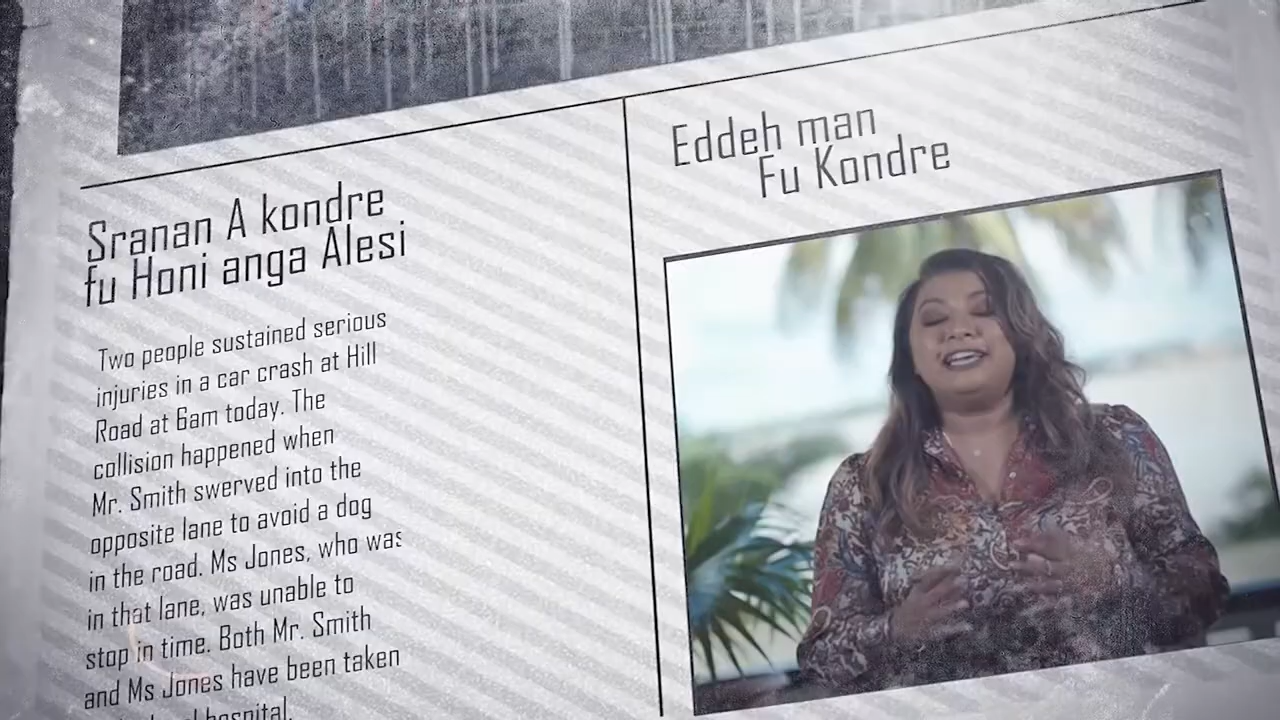 Sranan A kondre
fu Honi anga Alesi
Two people sustained serious
injuries in a car crash at Hill
Road at 6am today. The
collision happened when
Mr. Smith swerved into the
opposite lane to avoid a dog
in the road. Ms Jones, who was
in that lane, was unable to
stop in time. Both Mr. Smith
and Ms Jones have been taken
hospital.
Eddeh man
Fu Kondre